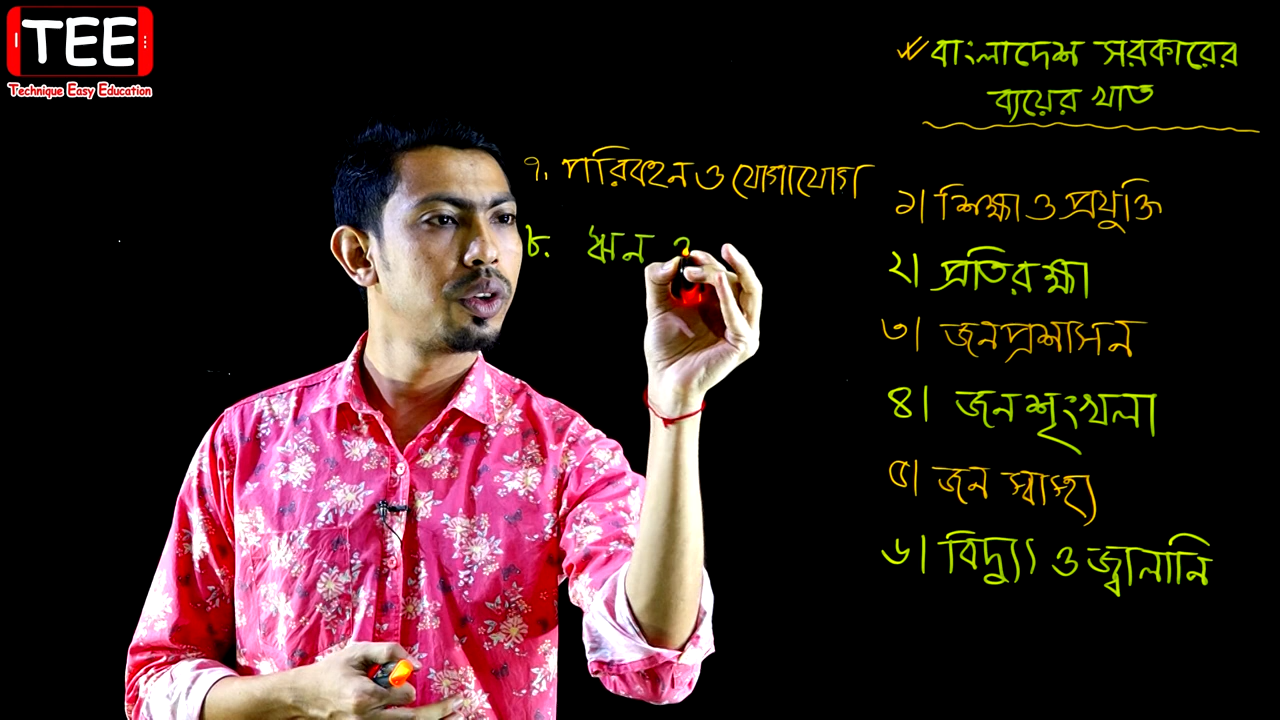 TEE
Technique Easy Education
বাংলাদেশ সরকারের
ব্যয়ের খাত
১। শিক্ষা ও প্রযুক্তি
২। প্রতিরক্ষা
৩। জনপ্রশাসন
৪। জনশৃংখলা
৫। জন স্বাস্থ্য
৬। বিদ্যুৎ ও জ্বালানি
৭. পরিবহন ও যোগাযোগ
৮. ঋন